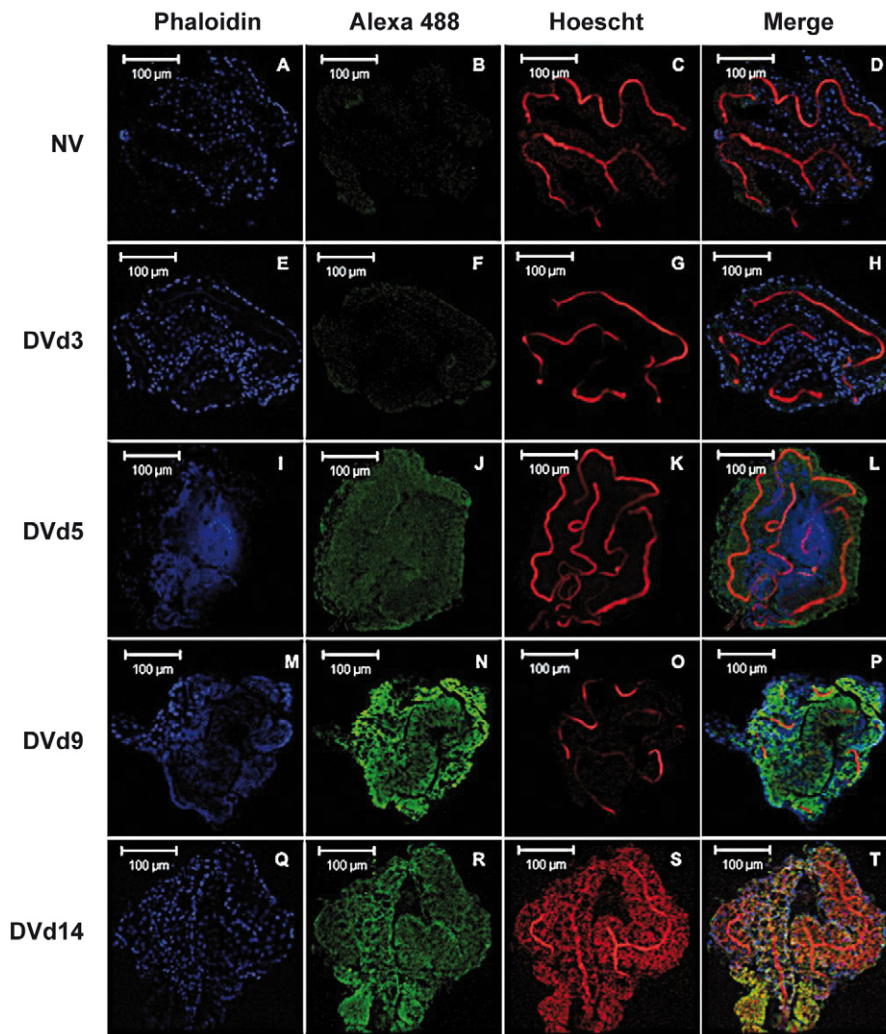 Phaloidin Alexa 488 Hoescht Merge
NV
100 µm A 100 µm B 100 µm C 100 µm D
DVd3
100 µm E 100 µm F 100 µm G 100 µm H
DVd5
100 µm I 100 µm J 100 µm K 100 µm L
DVd9
100 µm M 100 µm N 100 µm O 100 µm P
DVd14
100 µm Q 100 µm R 100 µm S 100 µm T